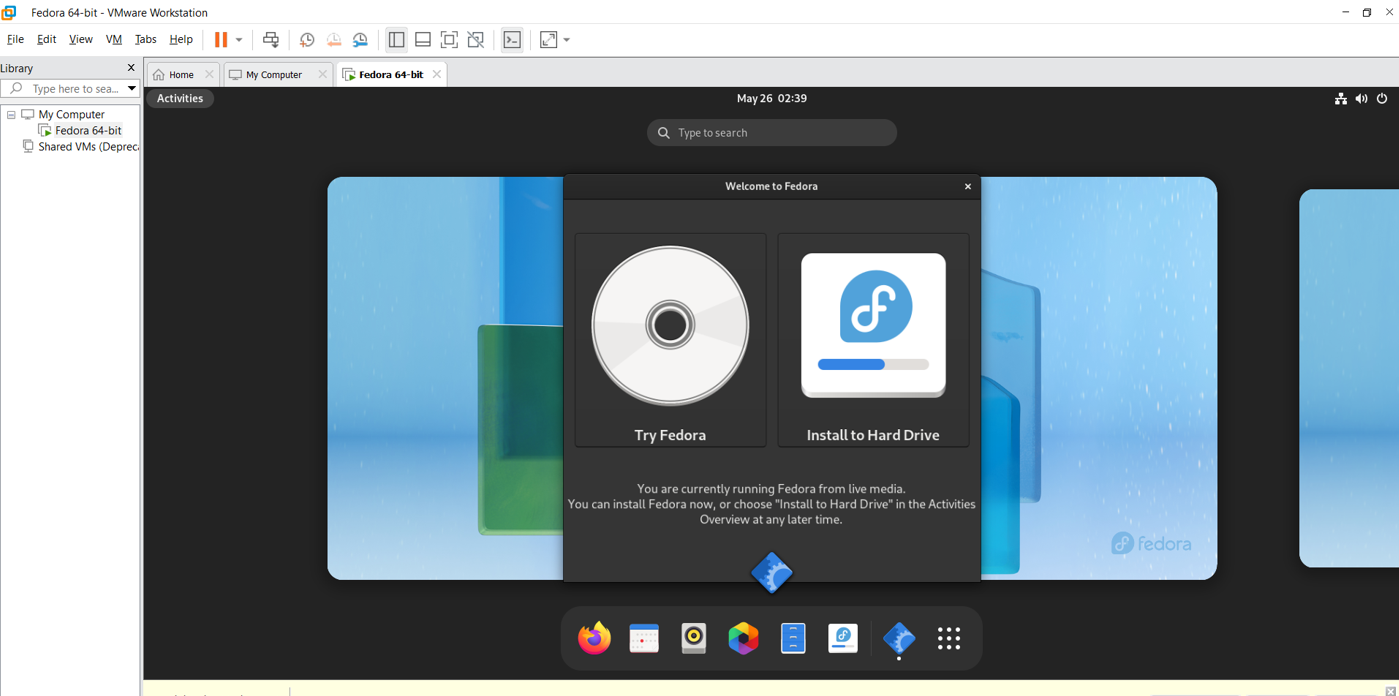 Fedora 64-bit - VMware Workstation
File Edit View VM Tabs Help
Library
Home
My Computer
Fedora 64-bit
Type here to sea...
My Computer
Fedora 64-bit
Shared VMs (Depreca
Activities
May 26 02:39
Type to search
Welcome to Fedora
Try Fedora
Install to Hard Drive
You are currently running Fedora from live media.
You can install Fedora now, or choose "Install to Hard Drive" in the Activities
Overview at any later time.
fedora